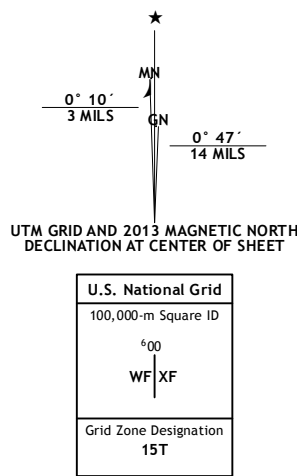 ★
MN
0° 10´
3 MILS
GN
0° 47´
14 MILS
UTM GRID AND 2013 MAGNETIC NORTH
DECLINATION AT CENTER OF SHEET
U.S. National Grid
100,000-m Square ID
⁶00
WF XF
Grid Zone Designation
15T